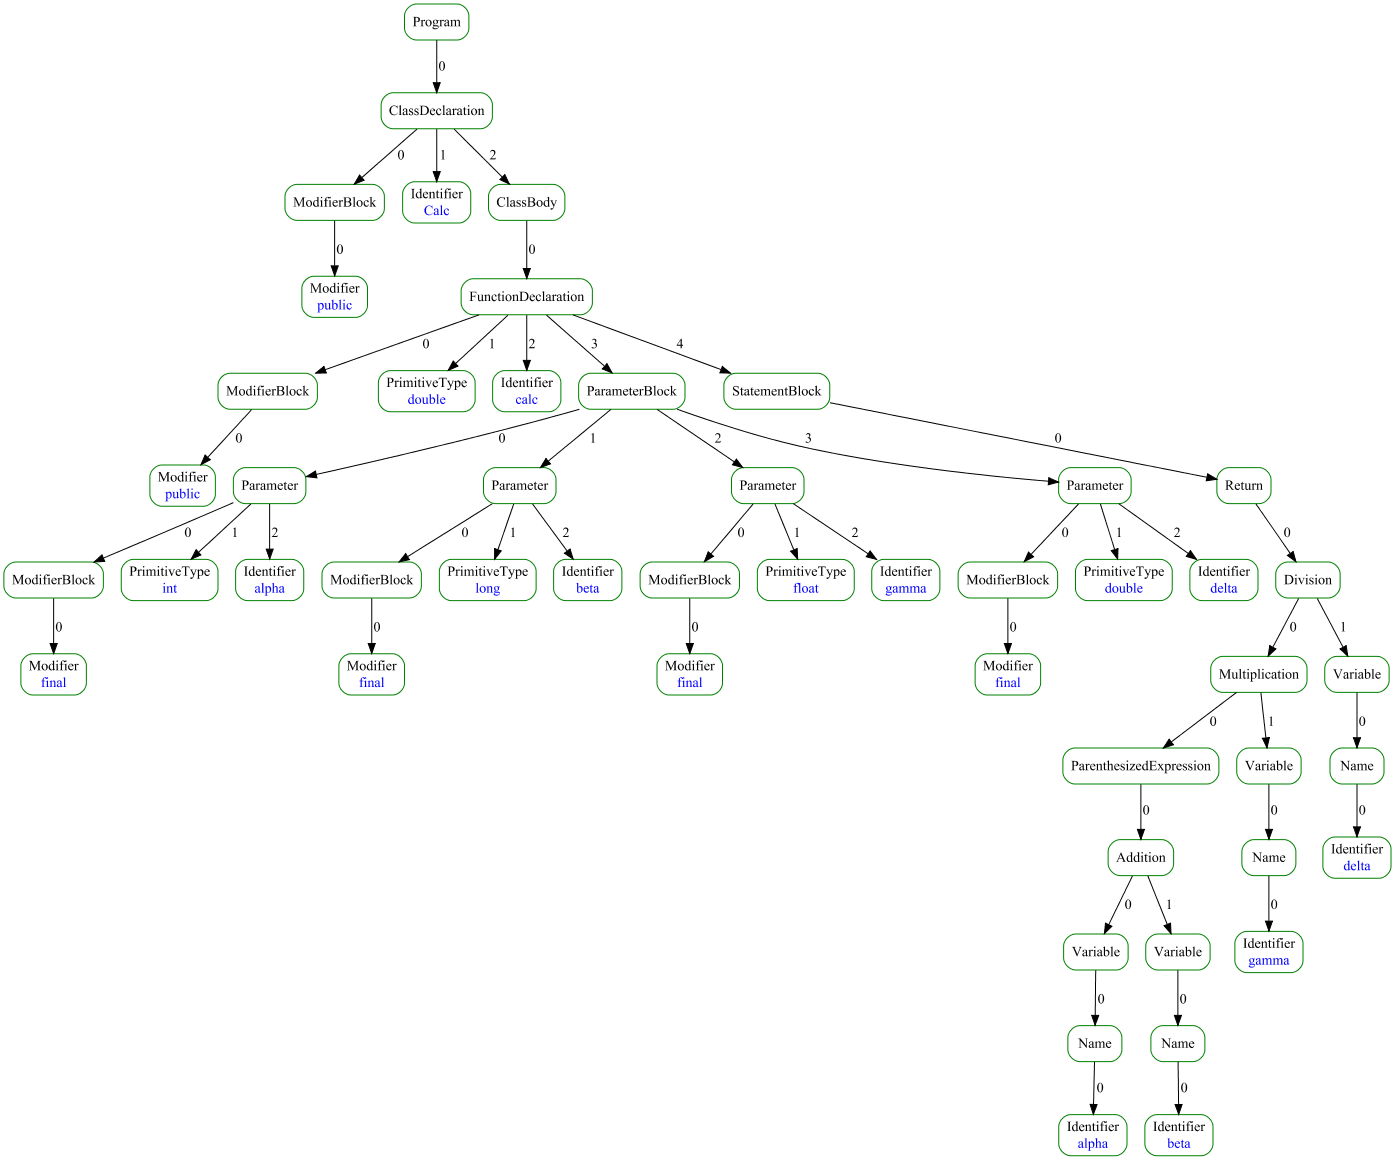 Program
0
ClassDeclaration
0
1
2
ModifierBlock
Identifier
Calc
ClassBody
0
0
Modifier
public
FunctionDeclaration
0
1
2
3
4
ModifierBlock
PrimitiveType
double
Identifier
calc
ParameterBlock
StatementBlock
0
0
1
2
3
0
Modifier
public
Parameter
Parameter
Parameter
Parameter
Return
0
1
2
0
1
2
0
1
2
0
1
2
0
ModifierBlock
PrimitiveType
int
Identifier
alpha
ModifierBlock
PrimitiveType
long
Identifier
beta
ModifierBlock
PrimitiveType
float
Identifier
gamma
ModifierBlock
PrimitiveType
double
Identifier
delta
Division
0
0
0
0
0
1
Modifier
final
Modifier
final
Modifier
final
Modifier
final
Multiplication
Variable
0
1
0
ParenthesizedExpression
Variable
Name
0
0
0
Addition
Name
Identifier
delta
0
1
0
Variable
Variable
Identifier
gamma
0
0
Name
Name
0
0
Identifier
alpha
Identifier
beta